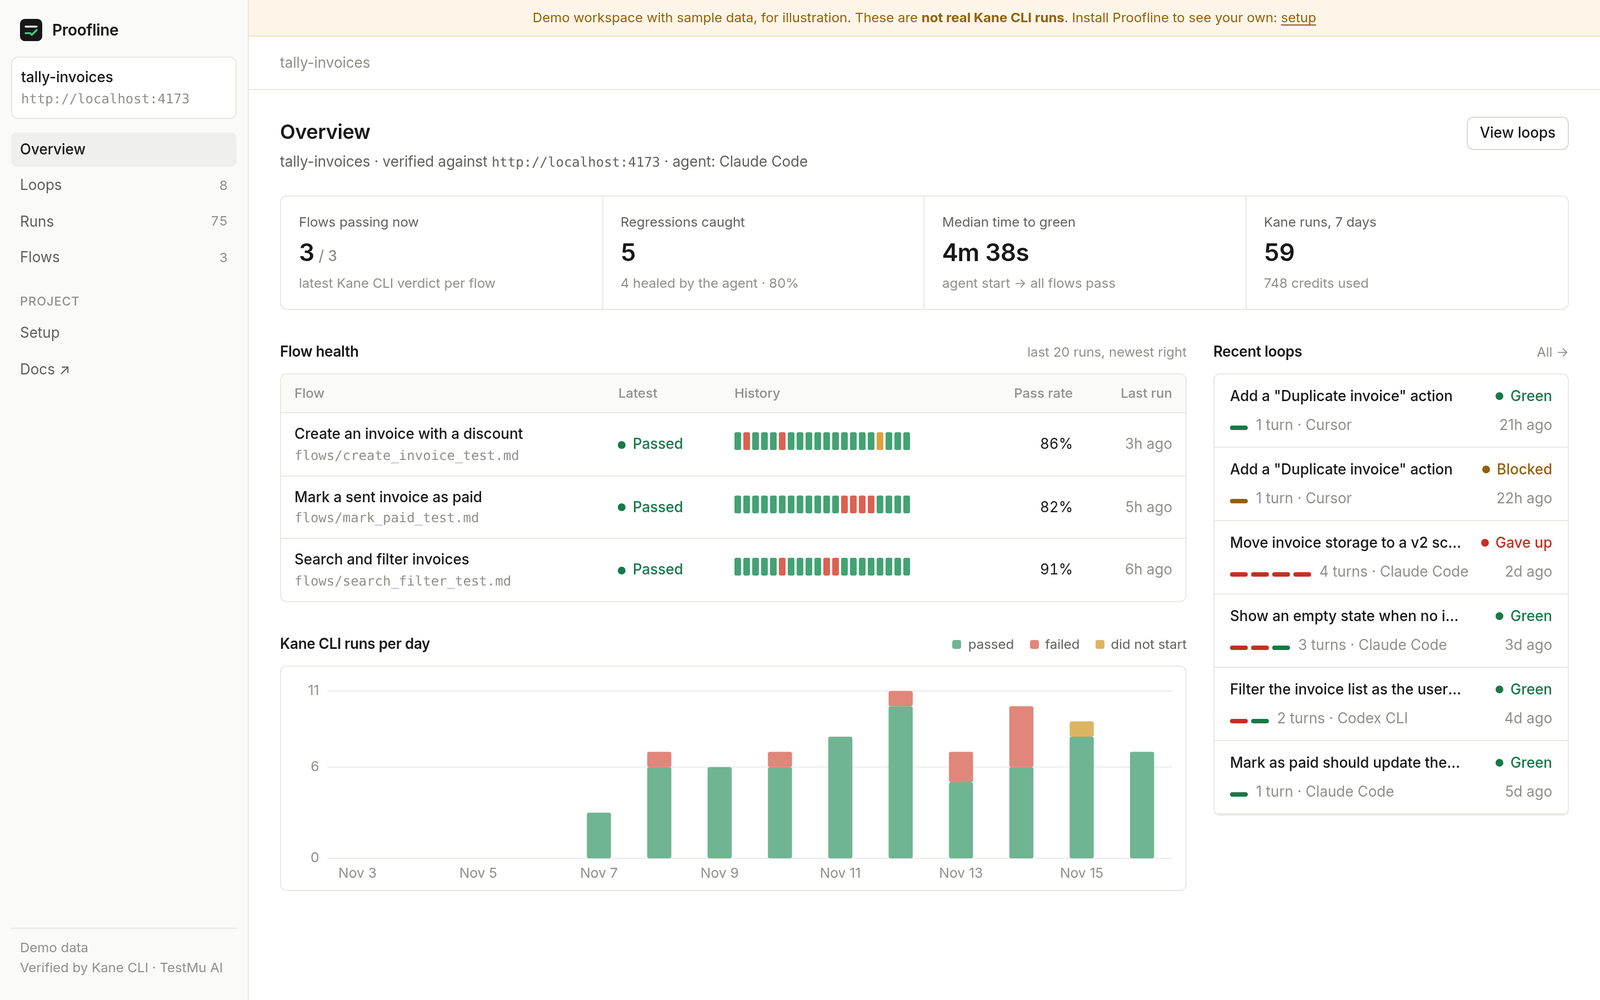 Proofline
tally-invoices
http://localhost:4173
Overview
Loops 8
Runs 75
Flows 3
PROJECT
Setup
Docs ↗
Demo data
Verified by Kane CLI · TestMu AI
Demo workspace with sample data, for illustration. These are not real Kane CLI runs. Install Proofline to see your own: setup
tally-invoices
Overview
View loops
tally-invoices · verified against http://localhost:4173 · agent: Claude Code
Flows passing now
3 / 3
latest Kane CLI verdict per flow
Regressions caught
5
4 healed by the agent · 80%
Median time to green
4m 38s
agent start → all flows pass
Kane runs, 7 days
59
748 credits used
Flow health
last 20 runs, newest right
Flow Latest History Pass rate Last run
Create an invoice with a discount
flows/create_invoice_test.md
Passed 86% 3h ago
Mark a sent invoice as paid
flows/mark_paid_test.md
Passed 82% 5h ago
Search and filter invoices
flows/search_filter_test.md
Passed 91% 6h ago
Kane CLI runs per day
passed failed did not start
11
6
0
Nov 3 Nov 5 Nov 7 Nov 9 Nov 11 Nov 13 Nov 15
Recent loops
All →
Add a "Duplicate invoice" action Green
1 turn · Cursor 21h ago
Add a "Duplicate invoice" action Blocked
1 turn · Cursor 22h ago
Move invoice storage to a v2 sc... Gave up
4 turns · Claude Code 2d ago
Show an empty state when no i... Green
3 turns · Claude Code 3d ago
Filter the invoice list as the user... Green
2 turns · Codex CLI 4d ago
Mark as paid should update the... Green
1 turn · Claude Code 5d ago